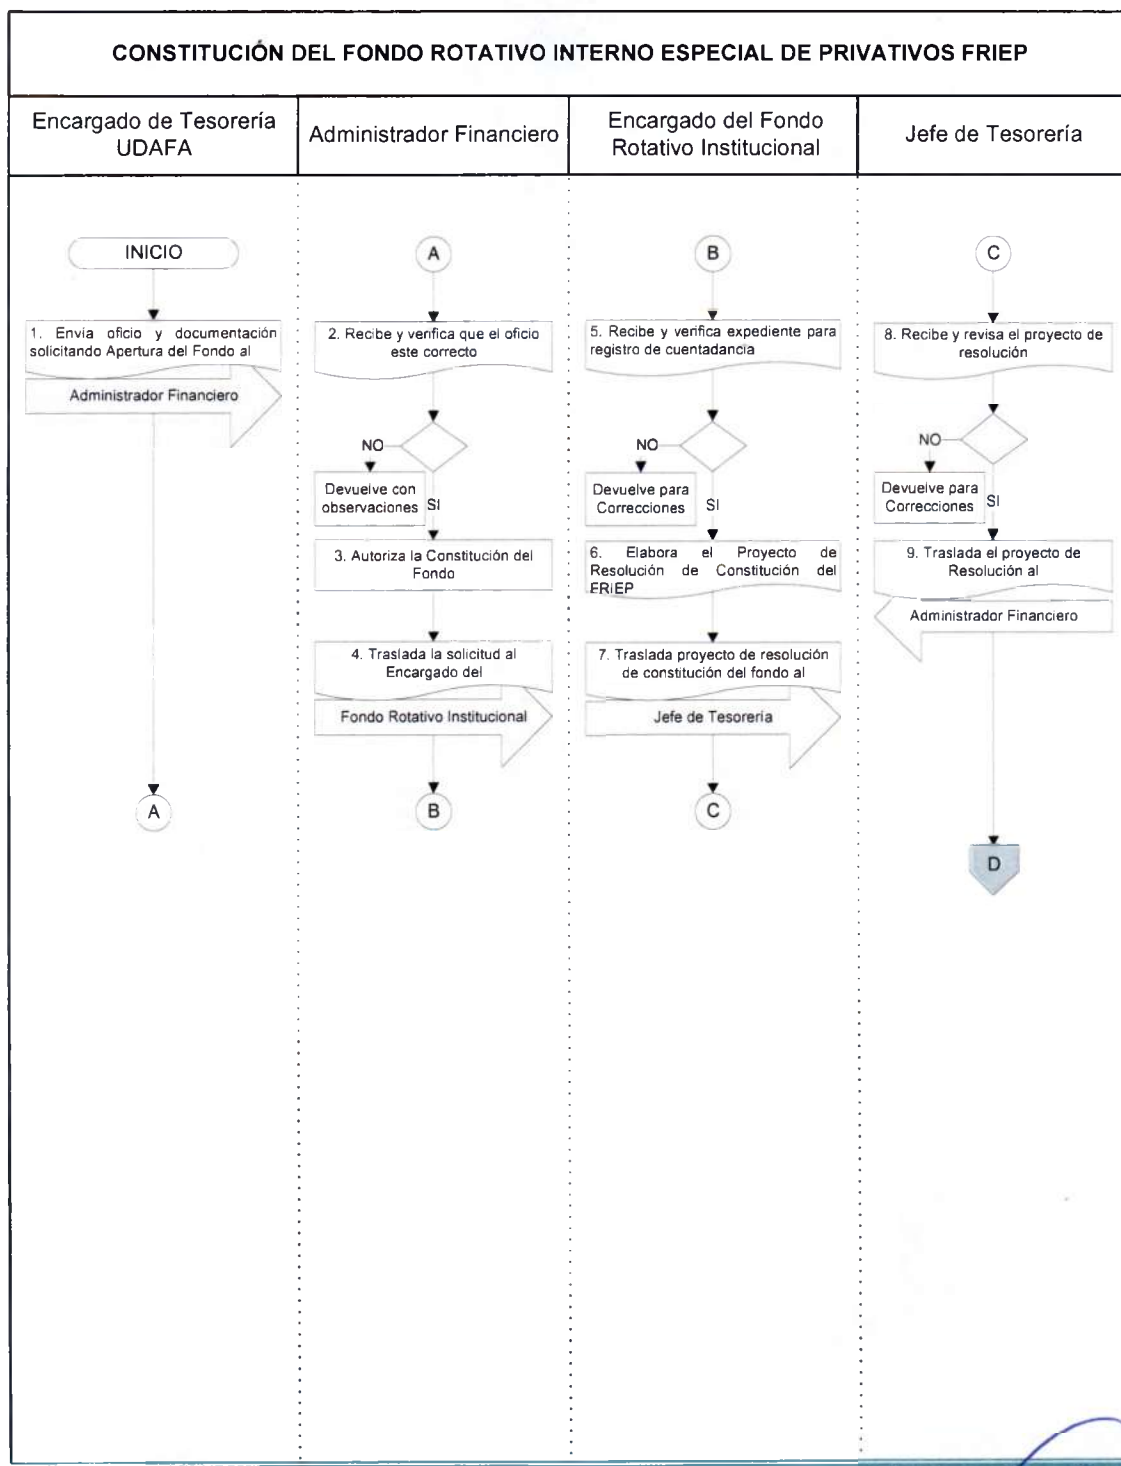 CONSTITUCIÓN DEL FONDO ROTATIVO INTERNO ESPECIAL DE PRIVATIVOS FRIEP
Encargado de Tesorería
UDAFA
Administrador Financiero
Encargado del Fondo
Rotativo Institucional
Jefe de Tesorería
INICIO
1. Envía oficio y documentación
solicitando Apertura del Fondo al
Administrador Financiero
A
A
2. Recibe y verifica que el oficio
este correcto
NO
Devuelve con
observaciones
SI
3. Autoriza la Constitución del
Fondo
4. Traslada la solicitud al
Encargado del
Fondo Rotativo Institucional
B
B
5. Recibe y verifica expediente para
registro de cuentadancia
NO
Devuelve para
Correcciones
SI
6. Elabora el Proyecto de
Resolución de Constitución del
FRIEP
7. Traslada proyecto de resolución
de constitución del fondo al
Jefe de Tesorería
C
C
8. Recibe y revisa el proyecto de
resolución
NO
Devuelve para
Correcciones
SI
9. Traslada el proyecto de
Resolución al
Administrador Financiero
D